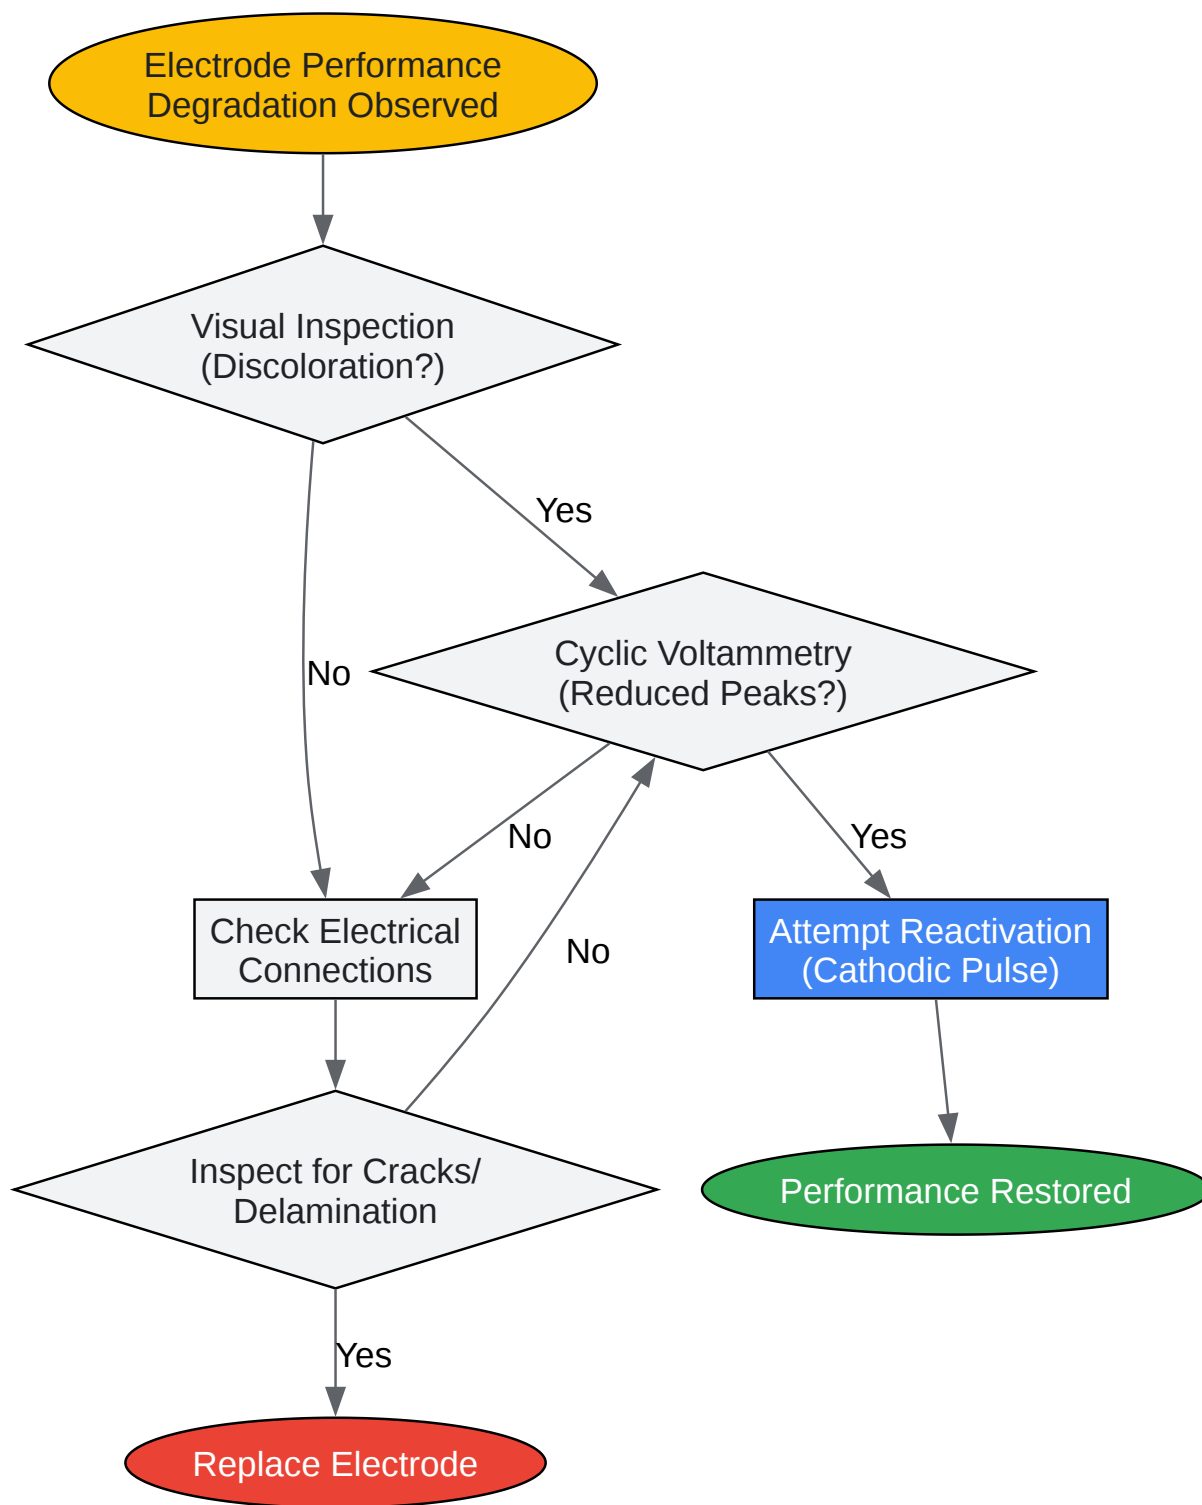 Electrode Performance
Degradation Observed
Visual Inspection
(Discoloration?)
Yes
No
Cyclic Voltammetry
(Reduced Peaks?)
No
Yes
Check Electrical
Connections
Attempt Reactivation
(Cathodic Pulse)
No
Inspect for Cracks/
Delamination
Performance Restored
Yes
Replace Electrode